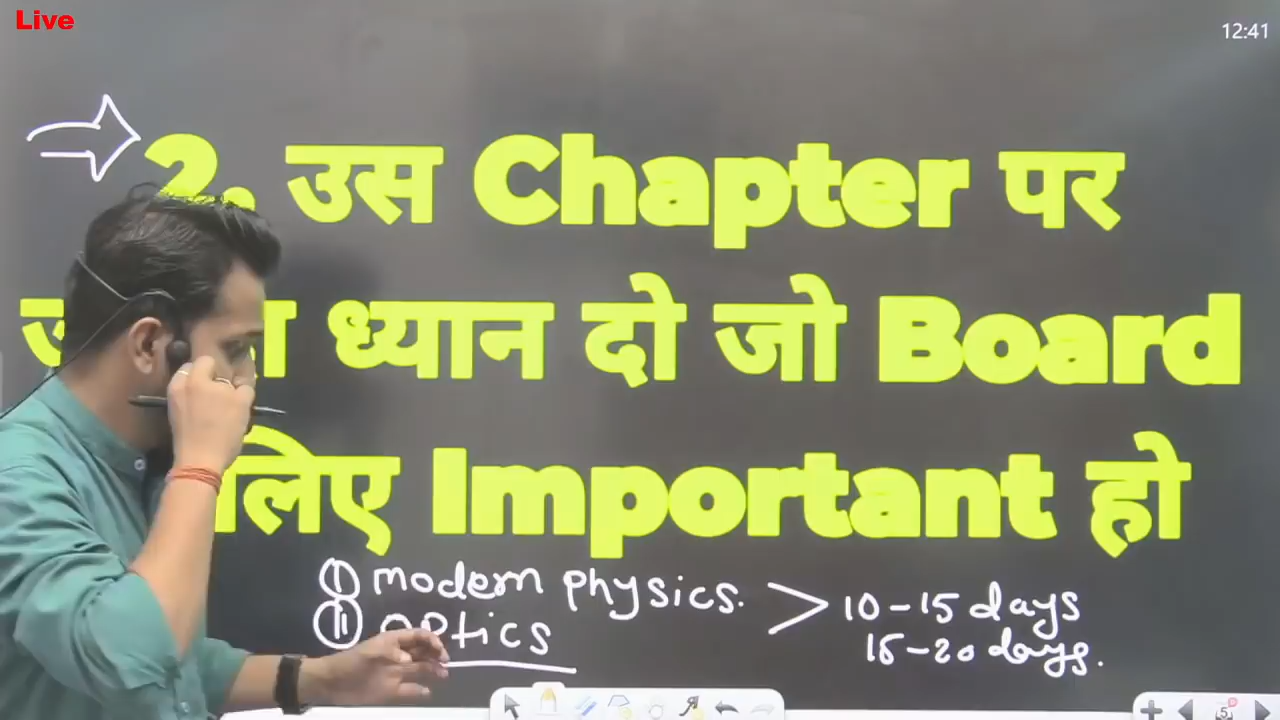 Live
12:41
2. उस Chapter पर
ध्यान दो जो Board
लिए Important हो
(I) modern physics. > 10-15 days
(II) optics
15-20 days.
5